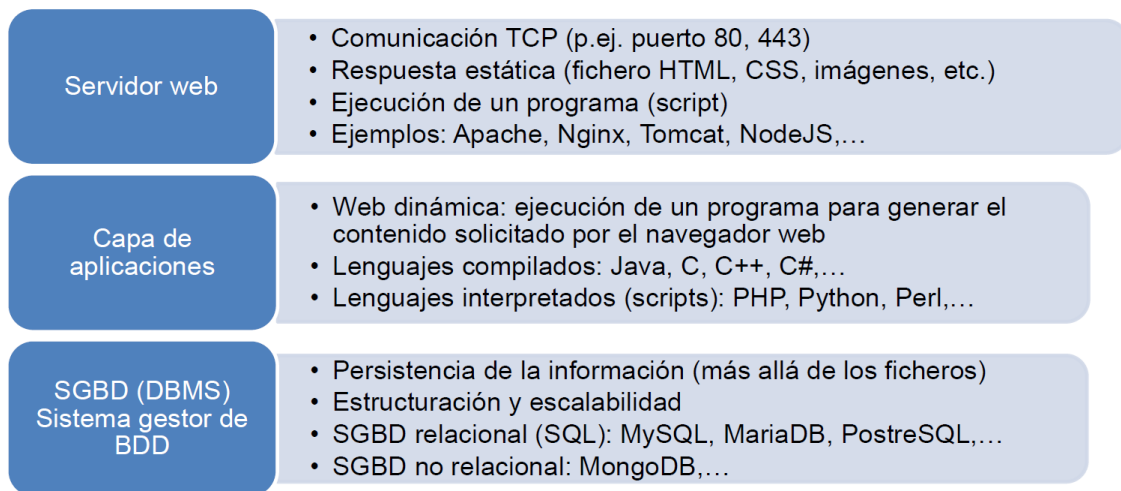 Servidor web
• Comunicación TCP (p.ej. puerto 80, 443)
• Respuesta estática (fichero HTML, CSS, imágenes, etc.)
• Ejecución de un programa (script)
• Ejemplos: Apache, Nginx, Tomcat, NodeJS,…
Capa de
aplicaciones
• Web dinámica: ejecución de un programa para generar el
contenido solicitado por el navegador web
• Lenguajes compilados: Java, C, C++, C#,…
• Lenguajes interpretados (scripts): PHP, Python, Perl,…
SGBD (DBMS)
Sistema gestor de
BDD
• Persistencia de la información (más allá de los ficheros)
• Estructuración y escalabilidad
• SGBD relacional (SQL): MySQL, MariaDB, PostreSQL,…
• SGBD no relacional: MongoDB,…